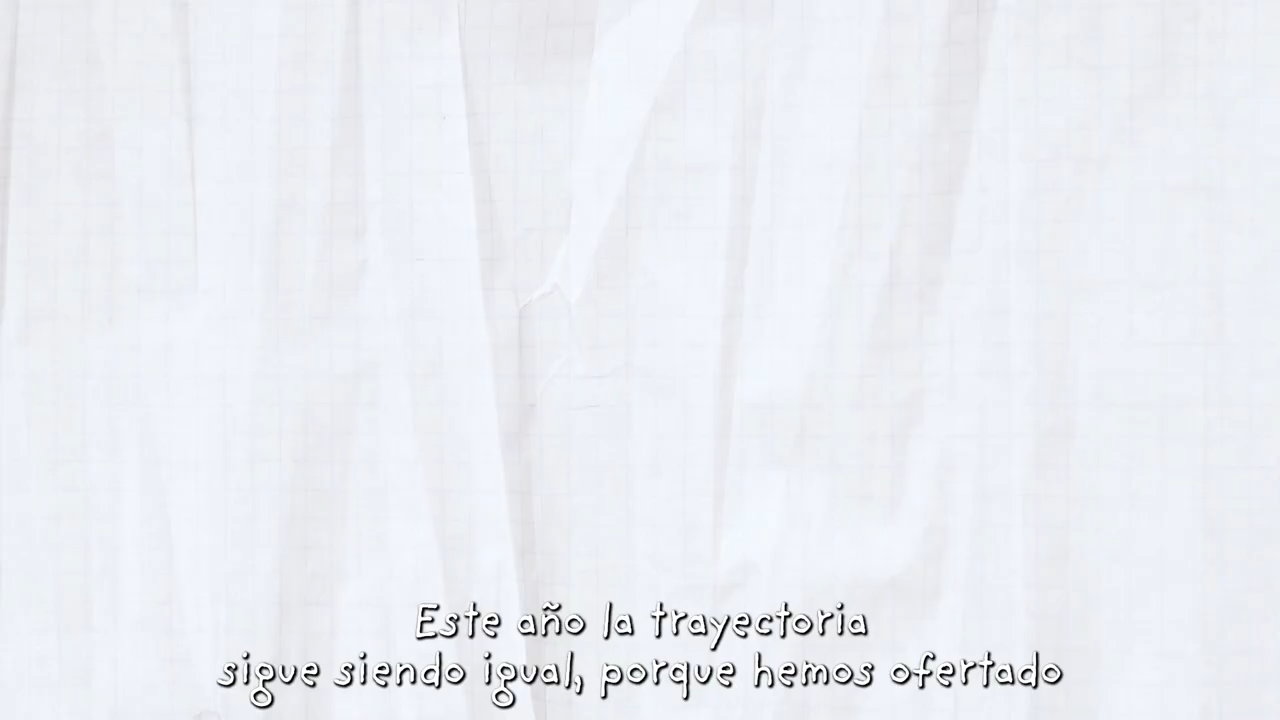 Este año la trayectoria
sigue siendo igual, porque hemos ofertado